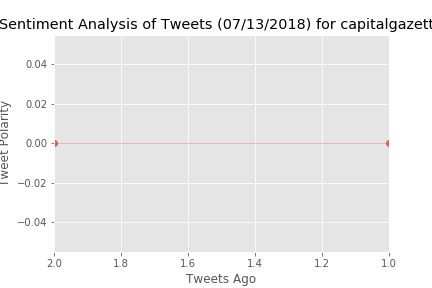 Sentiment Analysis of Tweets (07/13/2018) for capitalgazett
0.04
0.02
0.00
−0.02
−0.04
Tweet Polarity
2.0 1.8 1.6 1.4 1.2 1.0
Tweets Ago